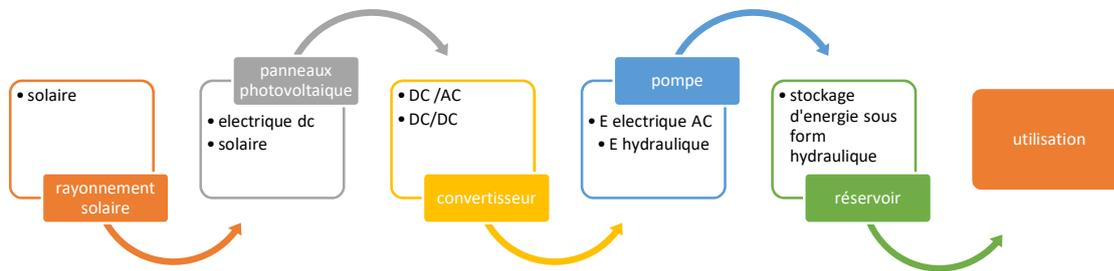 • solaire
rayonnement
solaire
panneaux
photovoltaique
• electrique dc
• solaire
• DC /AC
• DC/DC
convertisseur
pompe
• E electrique AC
• E hydraulique
• stockage
d'energie sous
form
hydraulique
réservoir
utilisation